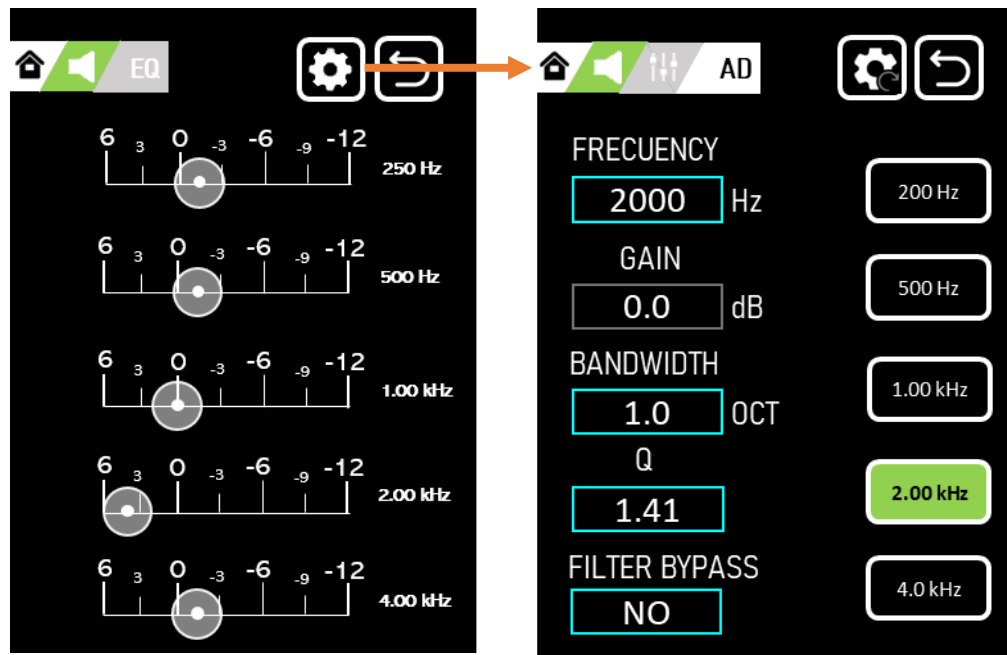 EQ
6 3 0 -3 -6 -9 -12
250 Hz
6 3 0 -3 -6 -9 -12
500 Hz
6 3 0 -3 -6 -9 -12
1.00 kHz
6 3 0 -3 -6 -9 -12
2.00 kHz
6 3 0 -3 -6 -9 -12
4.00 kHz
AD
FRECUENCY
2000 Hz
GAIN
0.0 dB
BANDWIDTH
1.0 OCT
Q
1.41
FILTER BYPASS
NO
200 Hz
500 Hz
1.00 kHz
2.00 kHz
4.0 kHz